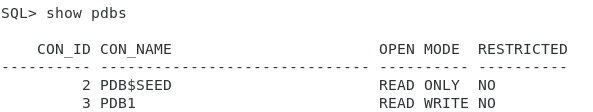 SQL> show pdbs
CON_ID CON_NAME OPEN MODE RESTRICTED
---------- ------------------------------ ---------- ----------
2 PDB$SEED READ ONLY NO
3 PDB1 READ WRITE NO